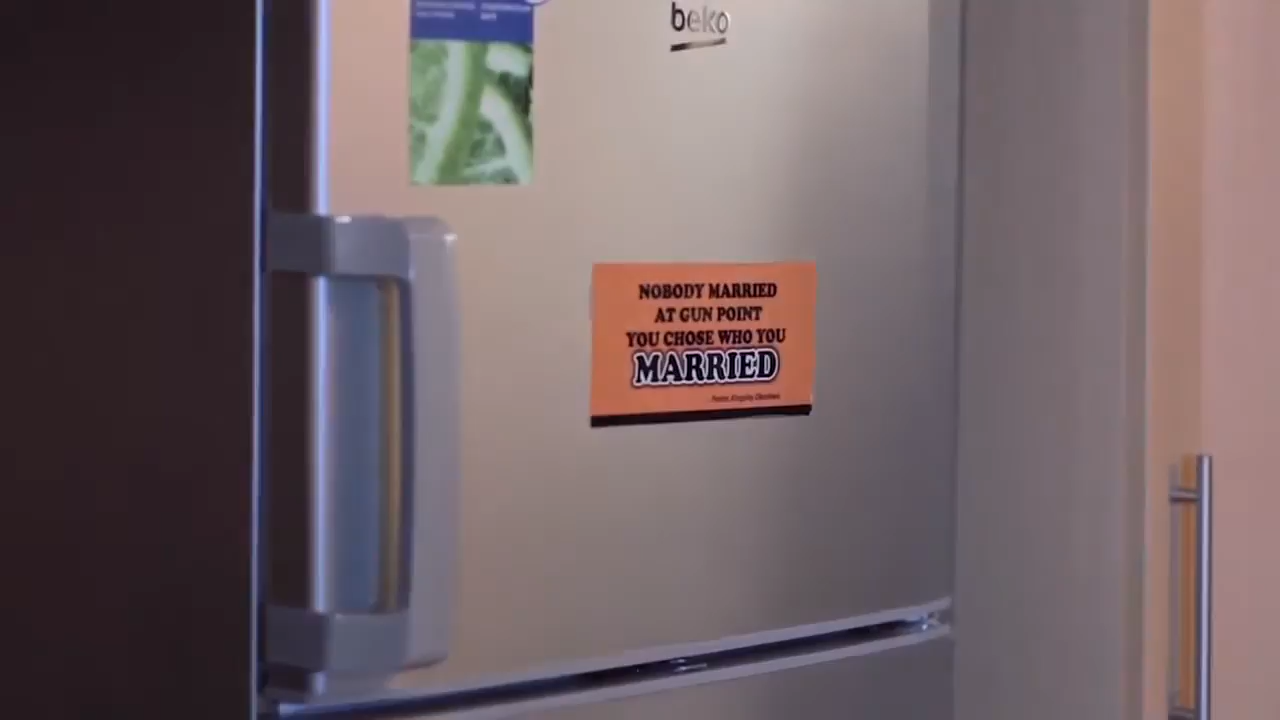 beko
NOBODY MARRIED
AT GUN POINT
YOU CHOSE WHO YOU
MARRIED